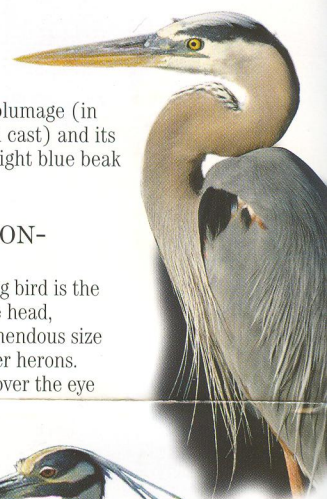 plumage (in
cast) and its
ight blue beak
ON-
g bird is the
head,
mendous size
er herons.
over the eye